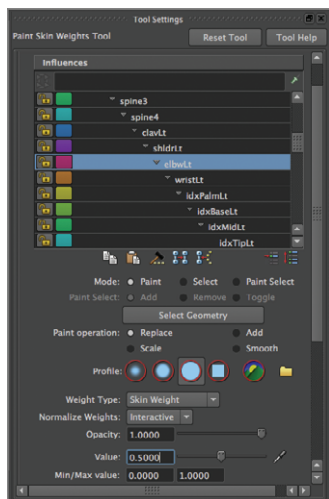 Tool Settings
Paint Skin Weights Tool
Reset Tool Tool Help
Influences
spine3
spine4
clavLt
shldrLt
elbwLt
wristLt
idxPalmLt
idxBaseLt
idxMidLt
idxTipLt
Mode: Paint Select Paint Select
Paint Select: Add Remove Toggle
Select Geometry
Paint operation: Replace Add
Scale Smooth
Profile:
Weight Type: Skin Weight
Normalize Weights: Interactive
Opacity: 1.0000
Value: 0.5000
Min/Max value: 0.0000 1.0000